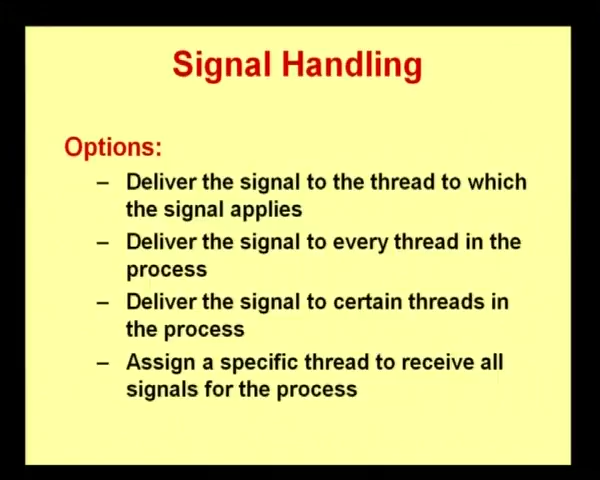 Signal Handling
Options:
– Deliver the signal to the thread to which
the signal applies
– Deliver the signal to every thread in the
process
– Deliver the signal to certain threads in
the process
– Assign a specific thread to receive all
signals for the process